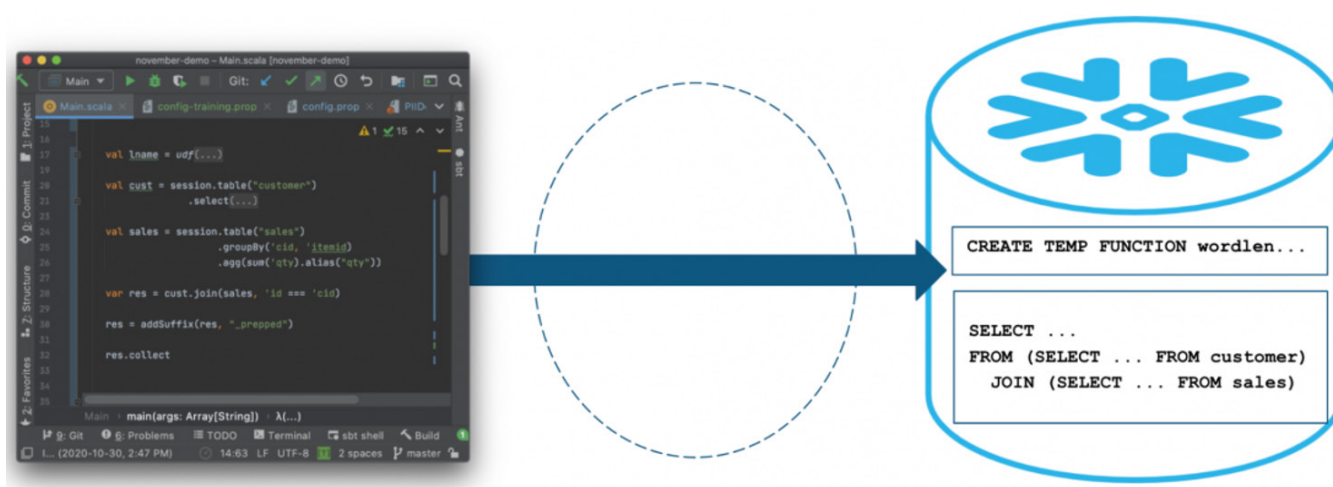 november-demo – Main.scala [november-demo]
Main
Git:
Main.scala
config-training.prop
config.prop
PIID
1: Project
0: Commit
7: Structure
2: Favorites
Ant
sbt
1 15
15
16
17 val lname = udf(...)
19
20 val cust = session.table("customer")
21 .select(...)
23
24 val sales = session.table("sales")
25 .groupBy('cid, 'itemid)
26 .agg(sum('qty).alias("qty"))
27
28 var res = cust.join(sales, 'id === 'cid)
29
30 res = addSuffix(res, "_prepped")
31
32 res.collect
33
34
35
Main main(args: Array[String]) λ(...)
9: Git 6: Problems TODO Terminal sbt shell Build 1
I... (2020-10-30, 2:47 PM) 14:63 LF UTF-8 2 spaces master
CREATE TEMP FUNCTION wordlen...
SELECT ...
FROM (SELECT ... FROM customer)
JOIN (SELECT ... FROM sales)